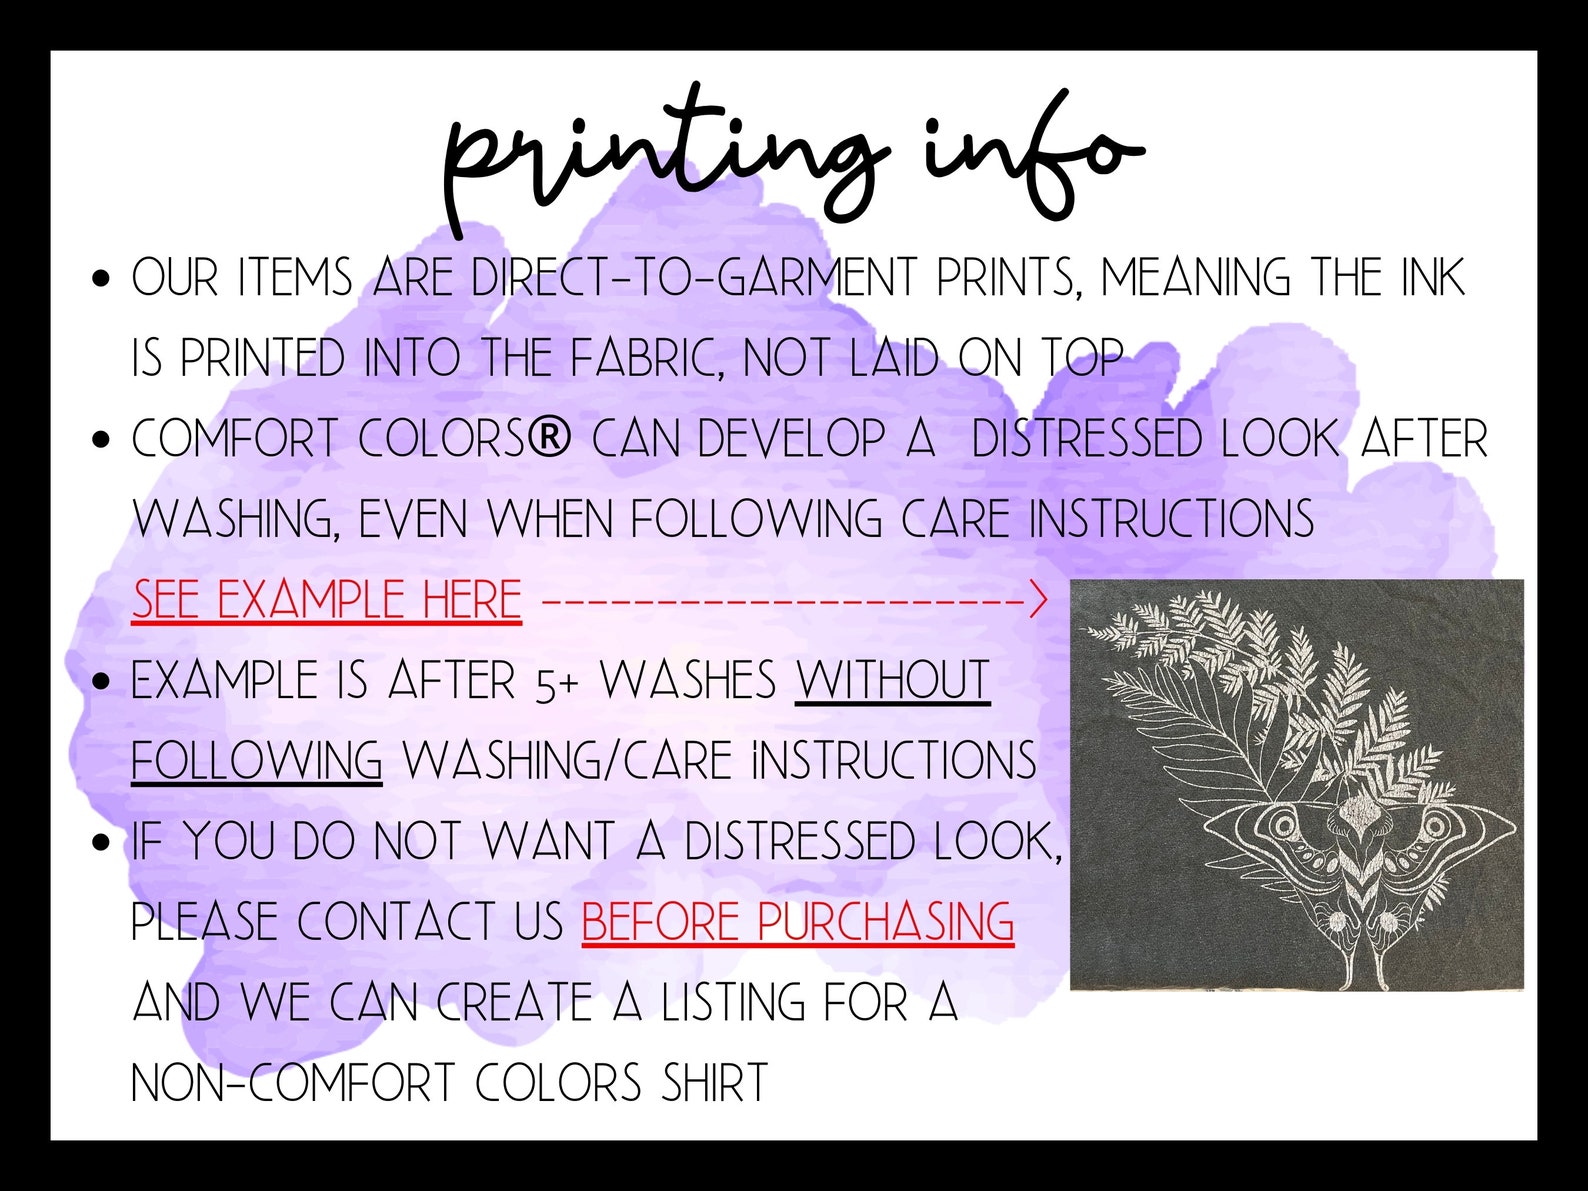 printing info
• OUR ITEMS ARE DIRECT-TO-GARMENT PRINTS, MEANING THE INK
IS PRINTED INTO THE FABRIC, NOT LAID ON TOP
• COMFORT COLORS® CAN DEVELOP A DISTRESSED LOOK AFTER
WASHING, EVEN WHEN FOLLOWING CARE INSTRUCTIONS
SEE EXAMPLE HERE --------------------->
• EXAMPLE IS AFTER 5+ WASHES WITHOUT
FOLLOWING WASHING/CARE iNSTRUCTIONS
• IF YOU DO NOT WANT A DISTRESSED LOOK,
PLEASE CONTACT US BEFORE PURCHASING
AND WE CAN CREATE A LISTING FOR A
NON-COMFORT COLORS SHIRT